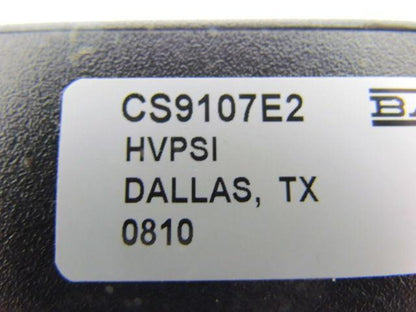 CS9107E2
HVPSI
DALLAS, TX
0810